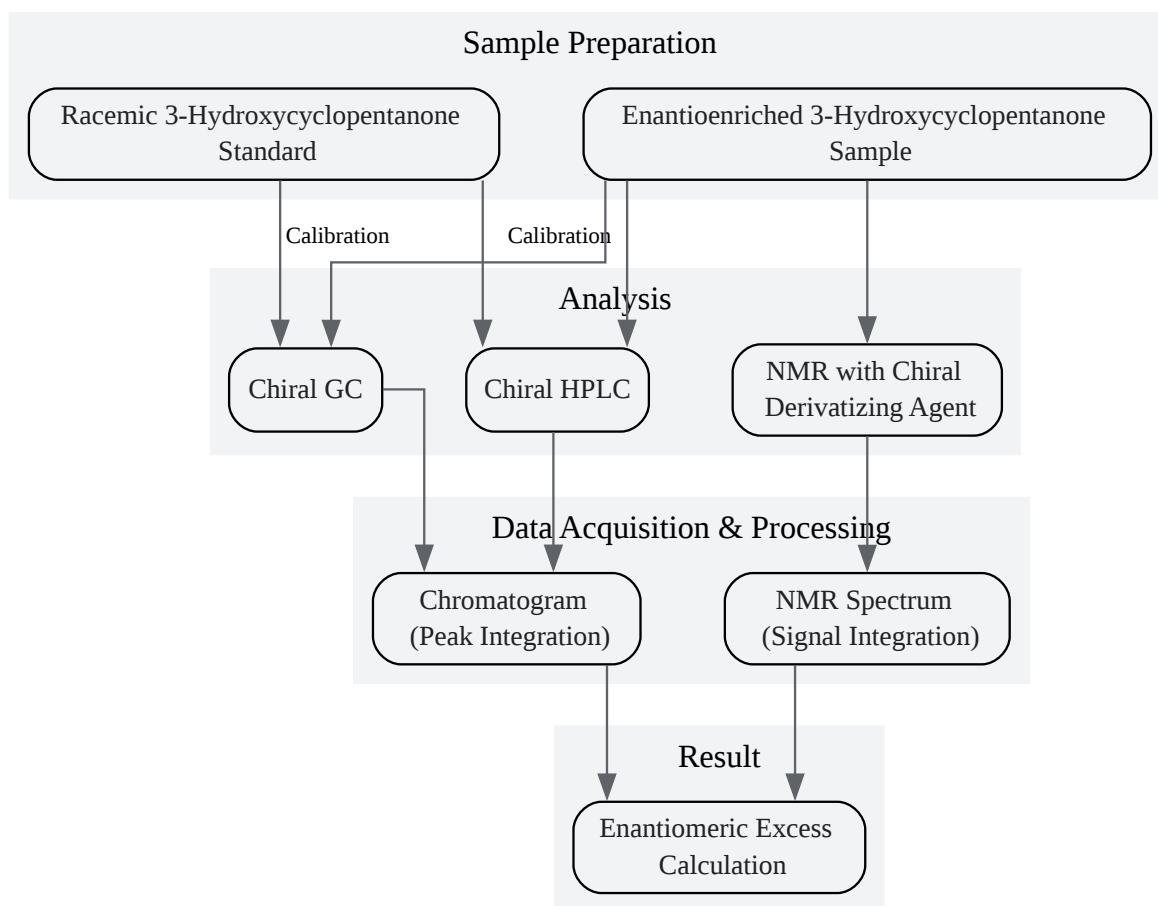 Sample Preparation
Racemic 3-Hydroxycyclopentanone
Standard
Enantioenriched 3-Hydroxycyclopentanone
Sample
Calibration
Calibration
Analysis
Chiral GC
Chiral HPLC
NMR with Chiral
Derivatizing Agent
Data Acquisition & Processing
Chromatogram
(Peak Integration)
NMR Spectrum
(Signal Integration)
Result
Enantiomeric Excess
Calculation